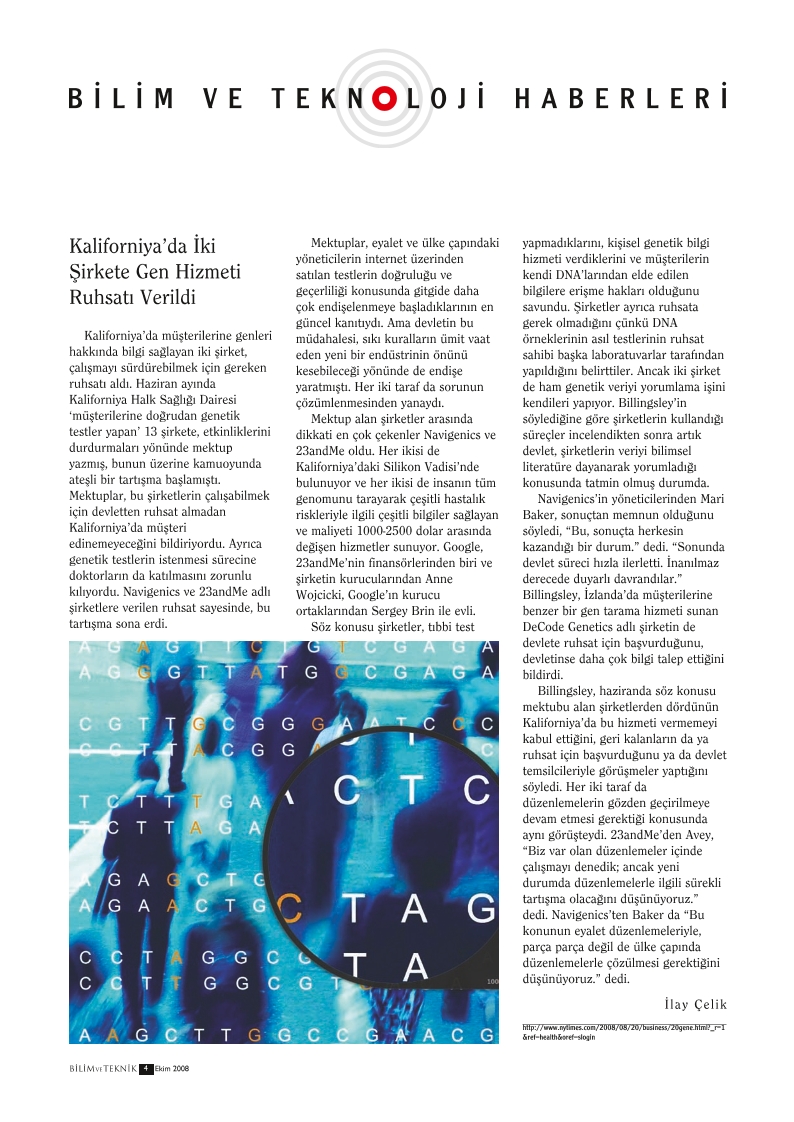 BİLİM VE TEKNOLOJİ HABERLERİ
Kaliforniya’da İki
Şirkete Gen Hizmeti
Ruhsatı Verildi
Kaliforniya’da müşterilerine genleri
hakkında bilgi sağlayan iki şirket,
çalışmayı sürdürebilmek için gereken
ruhsatı aldı. Haziran ayında
Kaliforniya Halk Sağlığı Dairesi
‘müşterilerine doğrudan genetik
testler yapan’ 13 şirkete, etkinliklerini
durdurmaları yönünde mektup
yazmış, bunun üzerine kamuoyunda
ateşli bir tartışma başlamıştı.
Mektuplar, bu şirketlerin çalışabilmek
için devletten ruhsat almadan
Kaliforniya’da müşteri
edinemeyeceğini bildiriyordu. Ayrıca
genetik testlerin istenmesi sürecine
doktorların da katılmasını zorunlu
kılıyordu. Navigenics ve 23andMe adlı
şirketlere verilen ruhsat sayesinde, bu
tartışma sona erdi.
Mektuplar, eyalet ve ülke çapındaki
yöneticilerin internet üzerinden
satılan testlerin doğruluğu ve
geçerliliği konusunda gitgide daha
çok endişelenmeye başladıklarının en
güncel kanıtıydı. Ama devletin bu
müdahalesi, sıkı kuralların ümit vaat
eden yeni bir endüstrinin önünü
kesebileceği yönünde de endişe
yaratmıştı. Her iki taraf da sorunun
çözümlenmesinden yanaydı.
Mektup alan şirketler arasında
dikkati en çok çekenler Navigenics ve
23andMe oldu. Her ikisi de
Kaliforniya’daki Silikon Vadisi’nde
bulunuyor ve her ikisi de insanın tüm
genomunu tarayarak çeşitli hastalık
riskleriyle ilgili çeşitli bilgiler sağlayan
ve maliyeti 1000-2500 dolar arasında
değişen hizmetler sunuyor. Google,
23andMe’nin finansörlerinden biri ve
şirketin kurucularından Anne
Wojcicki, Google’ın kurucu
ortaklarından Sergey Brin ile evli.
Söz konusu şirketler, tıbbi test
yapmadıklarını, kişisel genetik bilgi
hizmeti verdiklerini ve müşterilerin
kendi DNA’larından elde edilen
bilgilere erişme hakları olduğunu
savundu. Şirketler ayrıca ruhsata
gerek olmadığını çünkü DNA
örneklerinin asıl testlerinin ruhsat
sahibi başka laboratuvarlar tarafından
yapıldığını belirttiler. Ancak iki şirket
de ham genetik veriyi yorumlama işini
kendileri yapıyor. Billingsley’in
söylediğine göre şirketlerin kullandığı
süreçler incelendikten sonra artık
devlet, şirketlerin veriyi bilimsel
literatüre dayanarak yorumladığı
konusunda tatmin olmuş durumda.
Navigenics’in yöneticilerinden Mari
Baker, sonuçtan memnun olduğunu
söyledi, “Bu, sonuçta herkesin
kazandığı bir durum.” dedi. “Sonunda
devlet süreci hızla ilerletti. İnanılmaz
derecede duyarlı davrandılar.”
Billingsley, İzlanda’da müşterilerine
benzer bir gen tarama hizmeti sunan
DeCode Genetics adlı şirketin de
devlete ruhsat için başvurduğunu,
devletinse daha çok bilgi talep ettiğini
bildirdi.
Billingsley, haziranda söz konusu
mektubu alan şirketlerden dördünün
Kaliforniya’da bu hizmeti vermemeyi
kabul ettiğini, geri kalanların da ya
ruhsat için başvurduğunu ya da devlet
temsilcileriyle görüşmeler yaptığını
söyledi. Her iki taraf da
düzenlemelerin gözden geçirilmeye
devam etmesi gerektiği konusunda
aynı görüşteydi. 23andMe’den Avey,
“Biz var olan düzenlemeler içinde
çalışmayı denedik; ancak yeni
durumda düzenlemelerle ilgili sürekli
tartışma olacağını düşünüyoruz.”
dedi. Navigenics’ten Baker da “Bu
konunun eyalet düzenlemeleriyle,
parça parça değil de ülke çapında
düzenlemelerle çözülmesi gerektiğini
düşünüyoruz.” dedi.
İlay Çelik
http://www.nytimes.com/2008/08/20/business/20gene.html?_r=1
&ref=health&oref=slogin
A G G G T T A T G G C G A G A
C G T T G C G G G G A A T C C C
C G T T A C G G A C
T C T T T G A
T C T T A G A
A G A G C T G
A G A A C T G
A C T C
C T A G
T A
C C T A G G C G
C C T T G G C G T
A A G C T T G G C C G A A C G
100
BİLİM VE TEKNİK 4 Ekim 2008